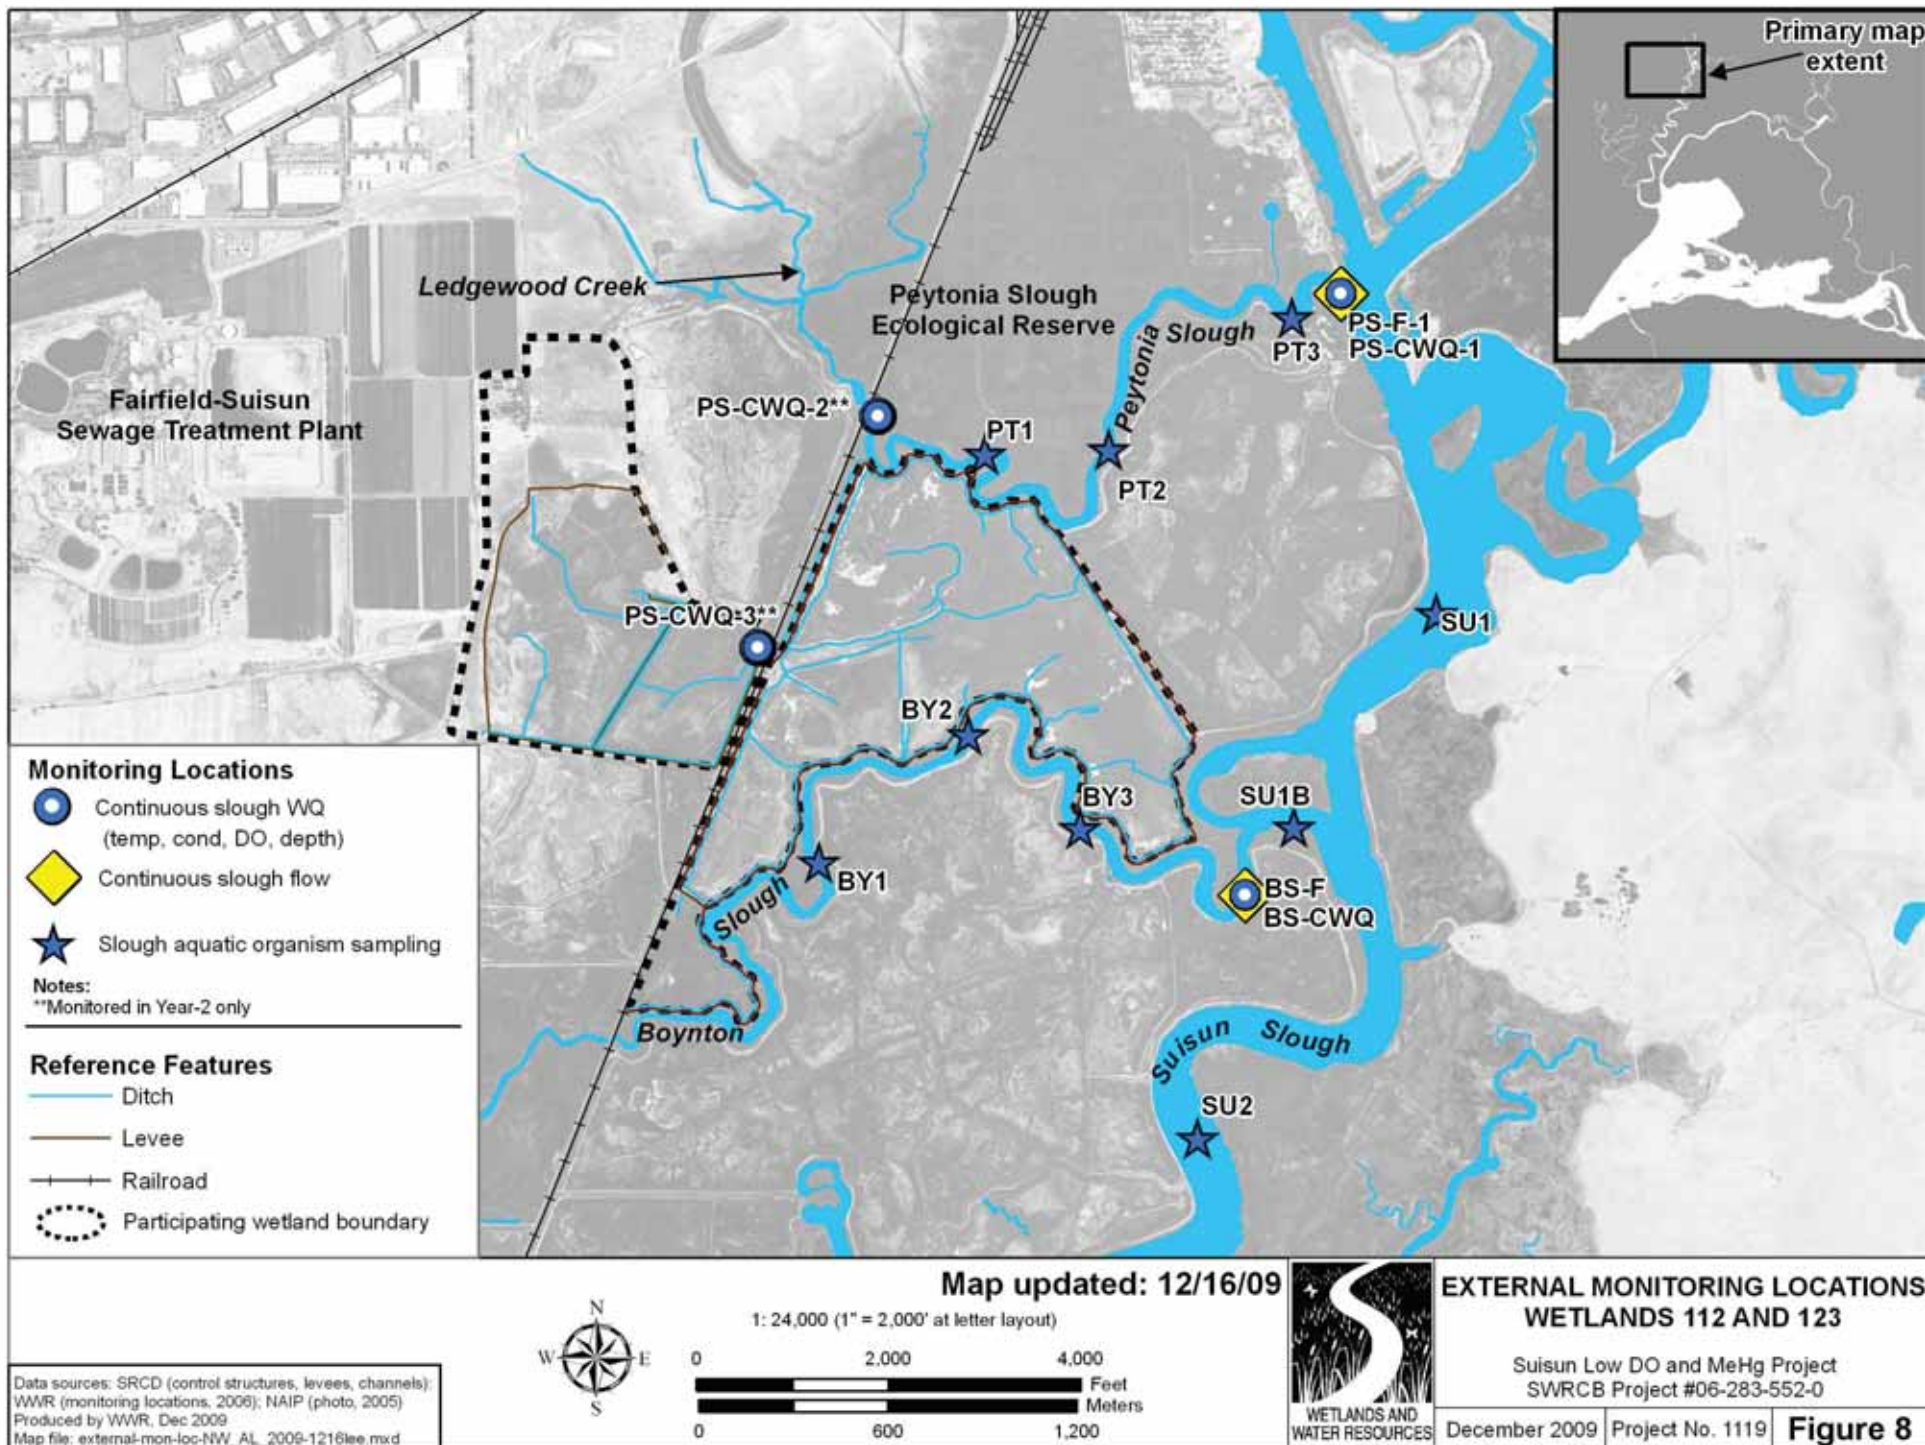 Primary map
extent
Ledgewood Creek
Peytonia Slough
Ecological Reserve
Peytonia Slough
PT3
PS-F-1
PS-CWQ-1
Fairfield-Suisun
Sewage Treatment Plant
PS-CWQ-2**
PT1
PT2
PS-CWQ-3**
SU1
BY2
BY3
SU1B
BY1
BS-F
BS-CWQ
Slough
Boynton
Suisun Slough
SU2
Monitoring Locations
Continuous slough WQ
(temp, cond, DO, depth)
Continuous slough flow
Slough aquatic organism sampling
Notes:
**Monitored in Year-2 only
Reference Features
Ditch
Levee
Railroad
Participating wetland boundary
Map updated: 12/16/09
1: 24,000 (1" = 2,000' at letter layout)
N
W E
S
0 2,000 4,000
Feet
Meters
0 600 1,200
WETLANDS AND
WATER RESOURCES
EXTERNAL MONITORING LOCATIONS
WETLANDS 112 AND 123
Suisun Low DO and MeHg Project
SWRCB Project #06-283-552-0
December 2009 Project No. 1119 Figure 8
Data sources: SRCD (control structures, levees, channels);
WWR (monitoring locations, 2006); NAIP (photo, 2005)
Produced by WWR, Dec 2009
Map file: external-mon-loc-NW_AL_2009-1216lee.mxd